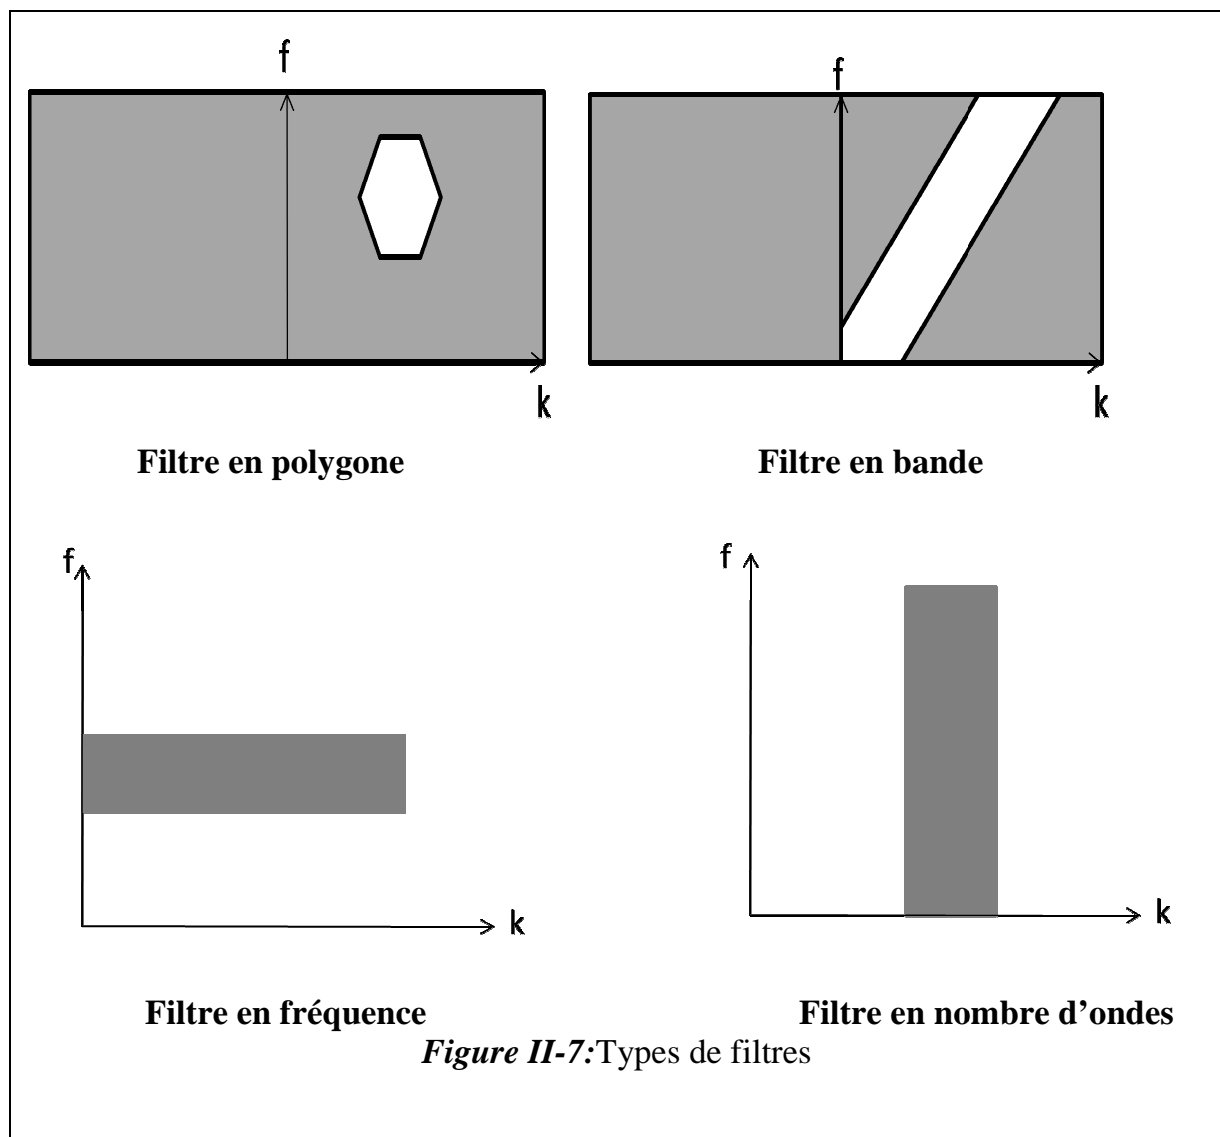 f
f
k
k
Filtre en polygone
Filtre en bande
f
f
k
k
Filtre en fréquence
Filtre en nombre d’ondes
Figure II-7:Types de filtres